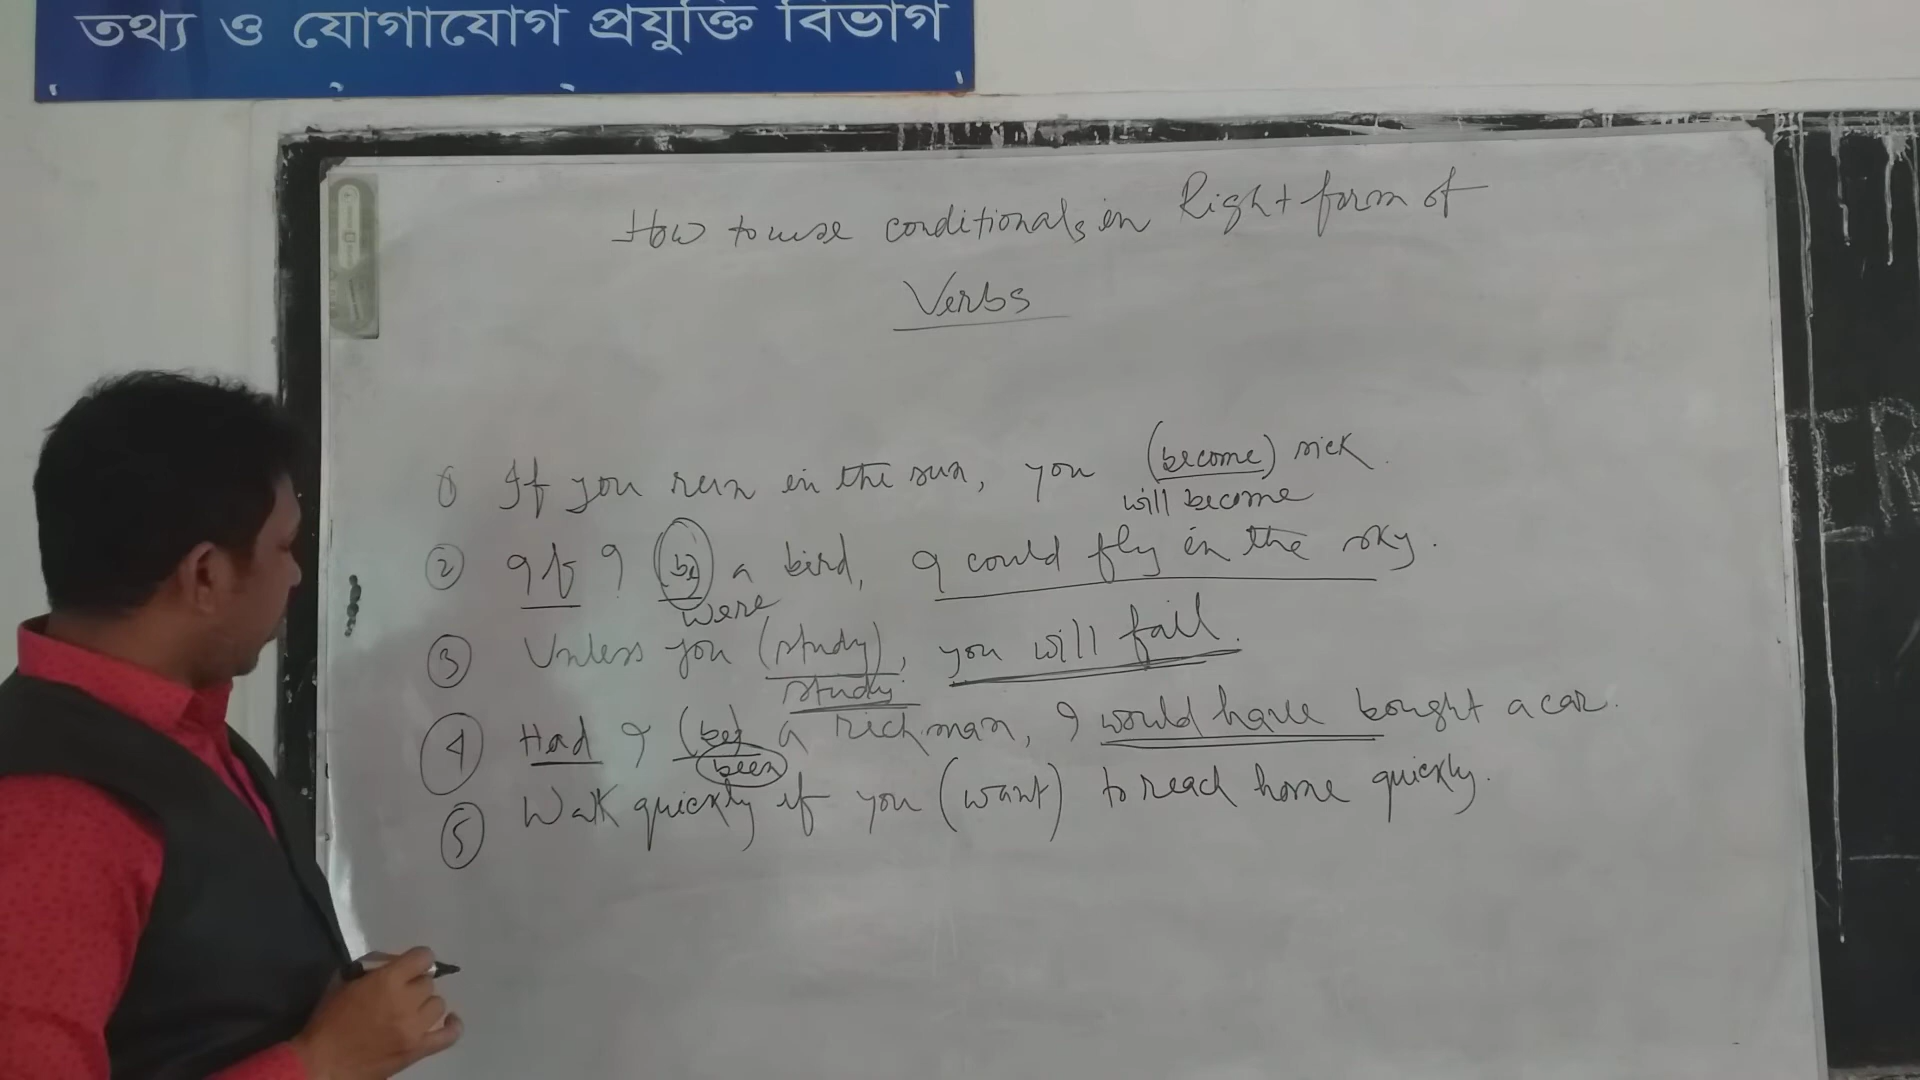 তথ্য ও যোগাযোগ প্রযুক্তি বিভাগ
How to use conditionals in Right form of
Verbs
① If you run in the sun, you (become) sick.
will become
② If I (be) a bird, I could fly in the sky.
were
③ Unless you (study), you will fail.
study
④ Had I (be) a rich man, I would have bought a car.
been
⑤ Walk quickly if you (want) to reach home quickly.
ER